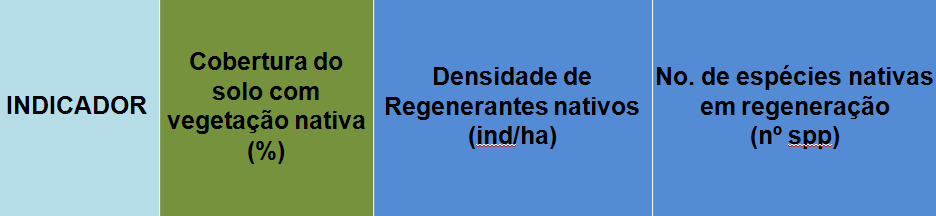 INDICADOR
Cobertura do
solo com
vegetação nativa
(%)
Densidade de
Regenerantes nativos
(ind/ha)
No. de espécies nativas
em regeneração
(nº spp)